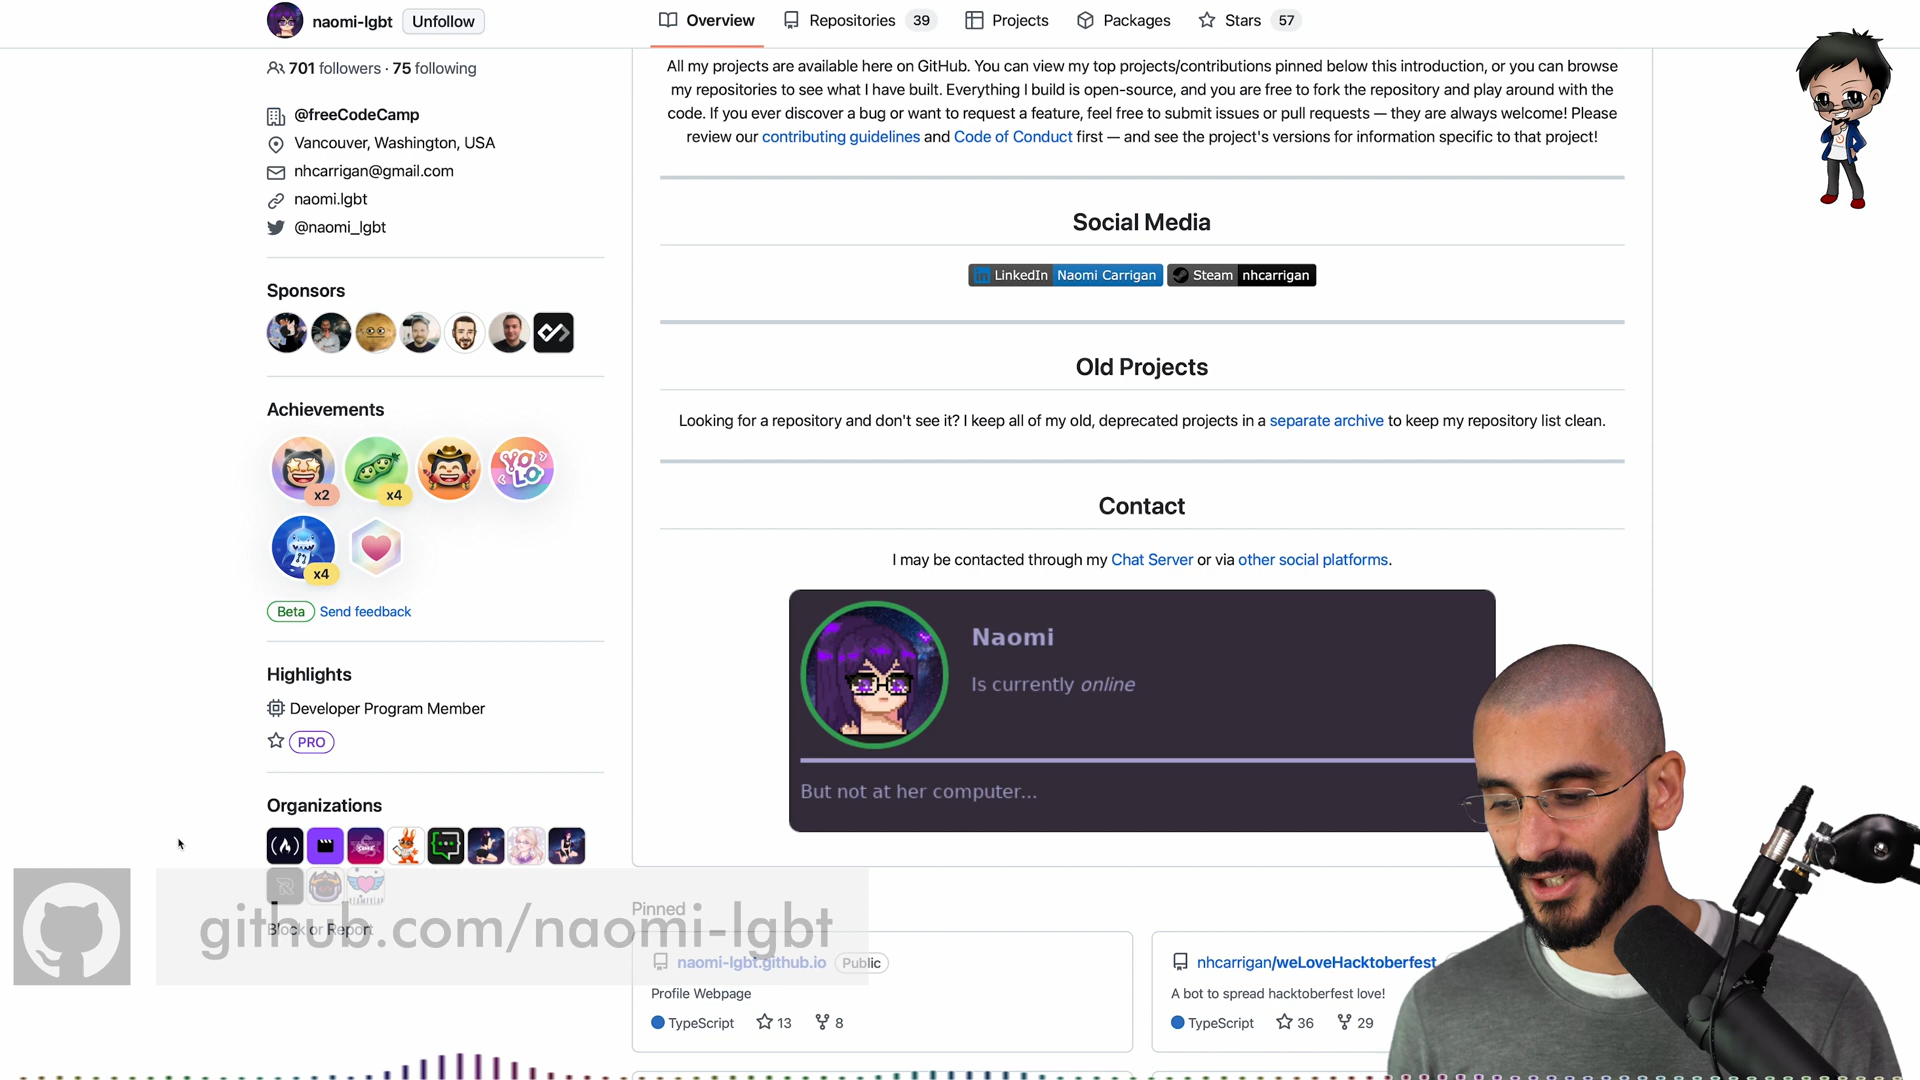 naomi-lgbt
Unfollow
Overview
Repositories 39
Projects
Packages
Stars 57
701 followers · 75 following
@freeCodeCamp
Vancouver, Washington, USA
nhcarrigan@gmail.com
naomi.lgbt
@naomi_lgbt
Sponsors
Achievements
x2
x4
YOLO
x4
Beta Send feedback
Highlights
Developer Program Member
PRO
Organizations
Block or Report
github.com/naomi-lgbt
All my projects are available here on GitHub. You can view my top projects/contributions pinned below this introduction, or you can browse
my repositories to see what I have built. Everything I build is open-source, and you are free to fork the repository and play around with the
code. If you ever discover a bug or want to request a feature, feel free to submit issues or pull requests — they are always welcome! Please
review our contributing guidelines and Code of Conduct first — and see the project's versions for information specific to that project!
Social Media
LinkedIn Naomi Carrigan
Steam nhcarrigan
Old Projects
Looking for a repository and don't see it? I keep all of my old, deprecated projects in a separate archive to keep my repository list clean.
Contact
I may be contacted through my Chat Server or via other social platforms.
Naomi
Is currently online
But not at her computer...
Pinned
naomi-lgbt.github.io Public
Profile Webpage
TypeScript 13 8
nhcarrigan/weLoveHacktoberfest
A bot to spread hacktoberfest love!
TypeScript 36 29